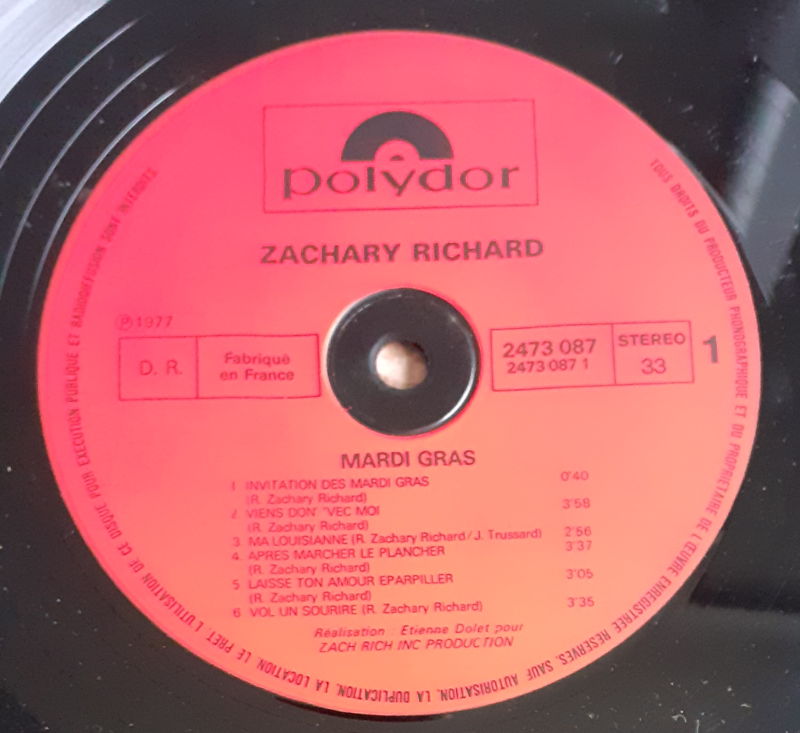 polydor
ZACHARY RICHARD
℗ 1977
D. R.
Fabriqué
en France
2473 087
2473 087 1
STEREO
33
1
MARDI GRAS
1 INVITATION DES MARDI GRAS 0'40
(R. Zachary Richard)
2 VIENS DON' 'VEC MOI 3'58
(R. Zachary Richard)
3 MA LOUISIANNE (R. Zachary Richard / J. Trussard) 2'56
4. APRES MARCHER LE PLANCHER 3'37
(R. Zachary Richard)
5 LAISSE TON AMOUR EPARPILLER 3'05
(R. Zachary Richard)
6 VOL UN SOURIRE (R. Zachary Richard) 3'35
Réalisation : Etienne Dolet pour
ZACH RICH INC PRODUCTION
TOUS DROITS DU PRODUCTEUR PHONOGRAPHIQUE ET DU PROPRIETAIRE DE L'ŒUVRE ENREGISTREE RESERVES. SAUF AUTORISATION, LA DUPLICATION, LA LOCATION, LE PRET, L'UTILISATION DE CE DISQUE POUR EXECUTION PUBLIQUE ET RADIODIFFUSION SONT INTERDITS